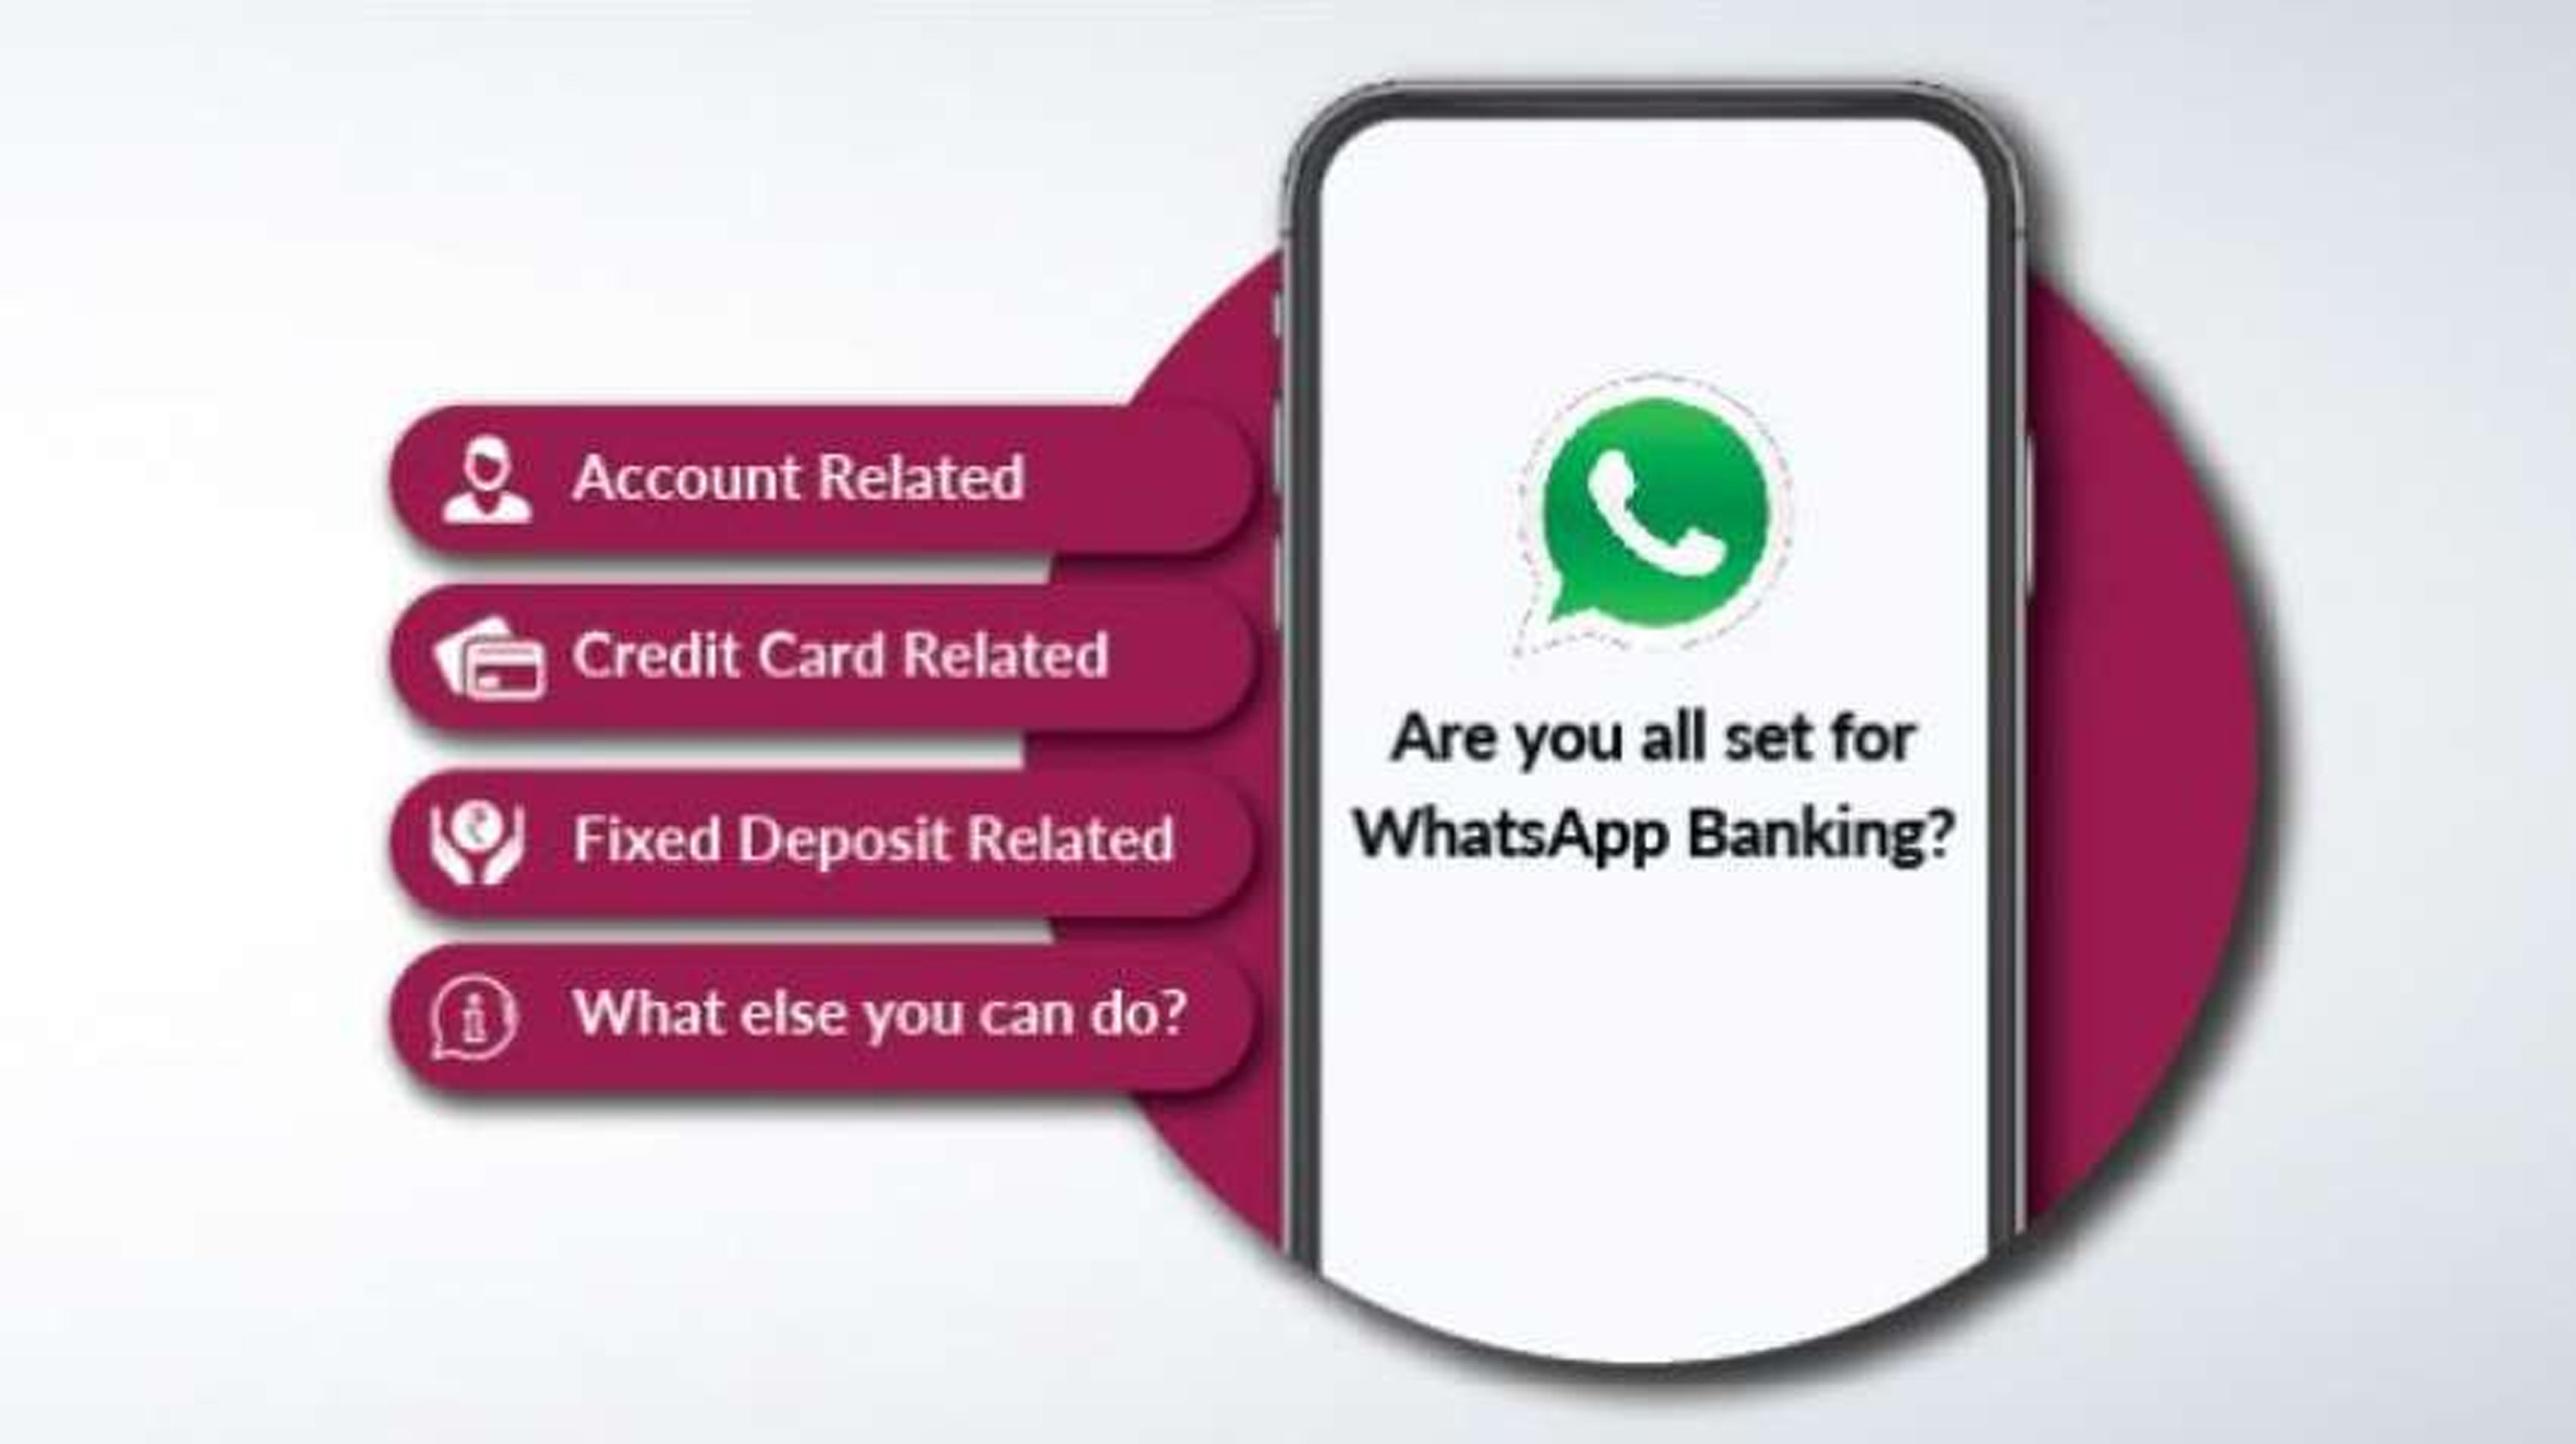 Account Related
Credit Card Related
Fixed Deposit Related
What else you can do?
Are you all set for
WhatsApp Banking?